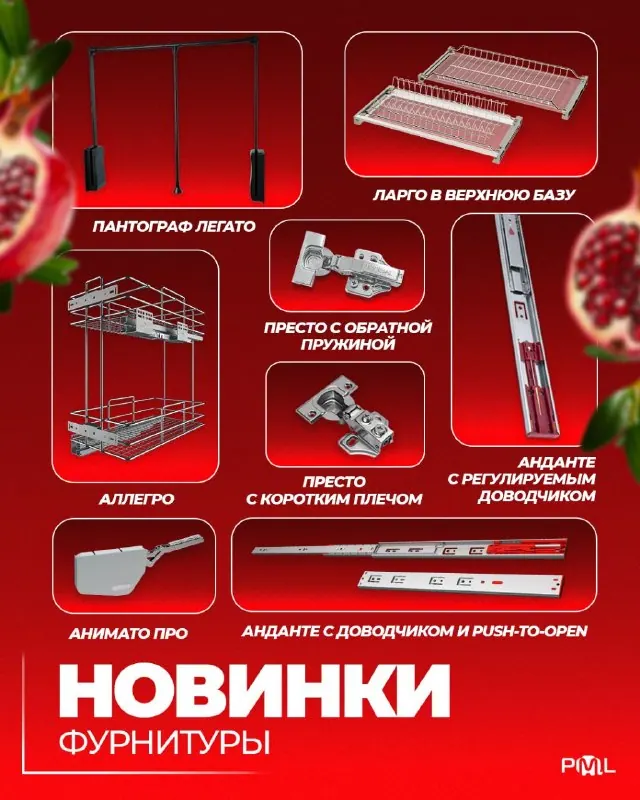 ПАНТОГРАФ ЛЕГАТО
ЛАРГО В ВЕРХНЮЮ БАЗУ
ПРЕСТО С ОБРАТНОЙ
ПРУЖИНОЙ
АЛЛЕГРО
ПРЕСТО
С КОРОТКИМ ПЛЕЧОМ
АНДАНТЕ
С РЕГУЛИРУЕМЫМ
ДОВОДЧИКОМ
АНИМАТО ПРО
АНДАНТЕ С ДОВОДЧИКОМ И PUSH-TO-OPEN
НОВИНКИ
ФУРНИТУРЫ
PML